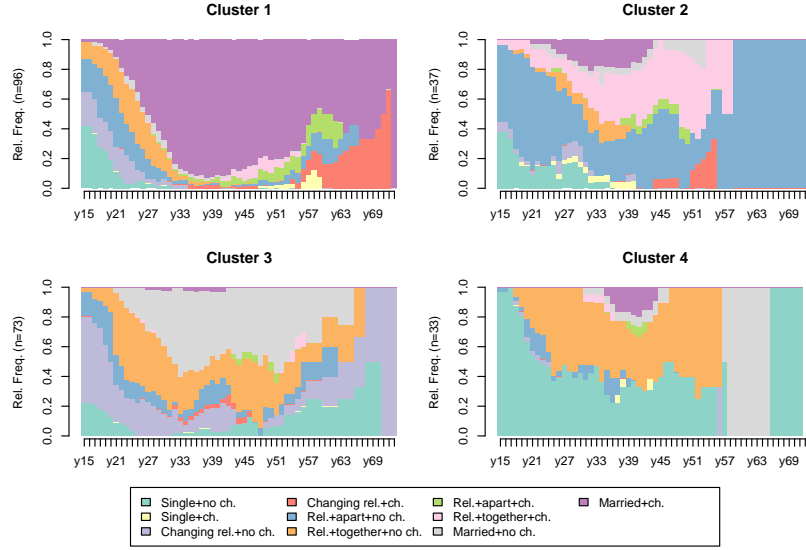 Cluster 1
Rel. Freq. (n=96)
0.0 0.2 0.4 0.6 0.8 1.0
y15 y21 y27 y33 y39 y45 y51 y57 y63 y69
Cluster 2
Rel. Freq. (n=37)
0.0 0.2 0.4 0.6 0.8 1.0
y15 y21 y27 y33 y39 y45 y51 y57 y63 y69
Cluster 3
Rel. Freq. (n=73)
0.0 0.2 0.4 0.6 0.8 1.0
y15 y21 y27 y33 y39 y45 y51 y57 y63 y69
Cluster 4
Rel. Freq. (n=33)
0.0 0.2 0.4 0.6 0.8 1.0
y15 y21 y27 y33 y39 y45 y51 y57 y63 y69
Single+no ch.
Single+ch.
Changing rel.+no ch.
Changing rel.+ch.
Rel.+apart+no ch.
Rel.+together+no ch.
Rel.+apart+ch.
Rel.+together+ch.
Married+no ch.
Married+ch.